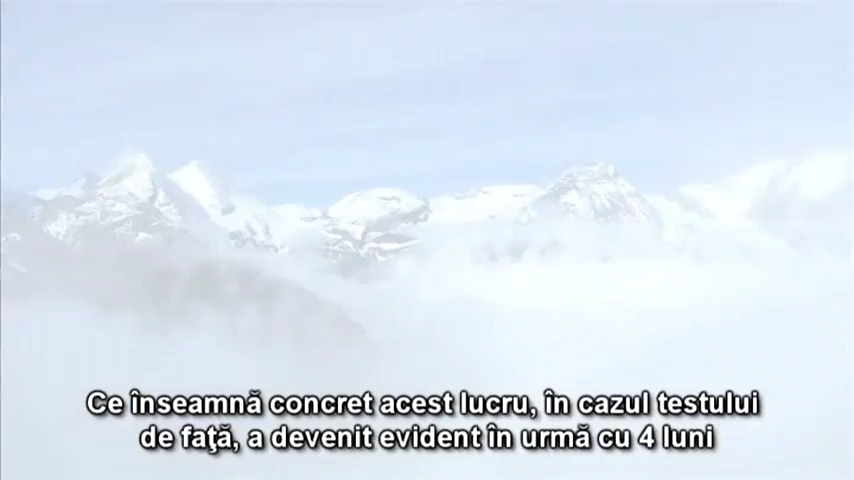 Ce înseamnă concret acest lucru, în cazul testului
de faţă, a devenit evident în urmă cu 4 luni